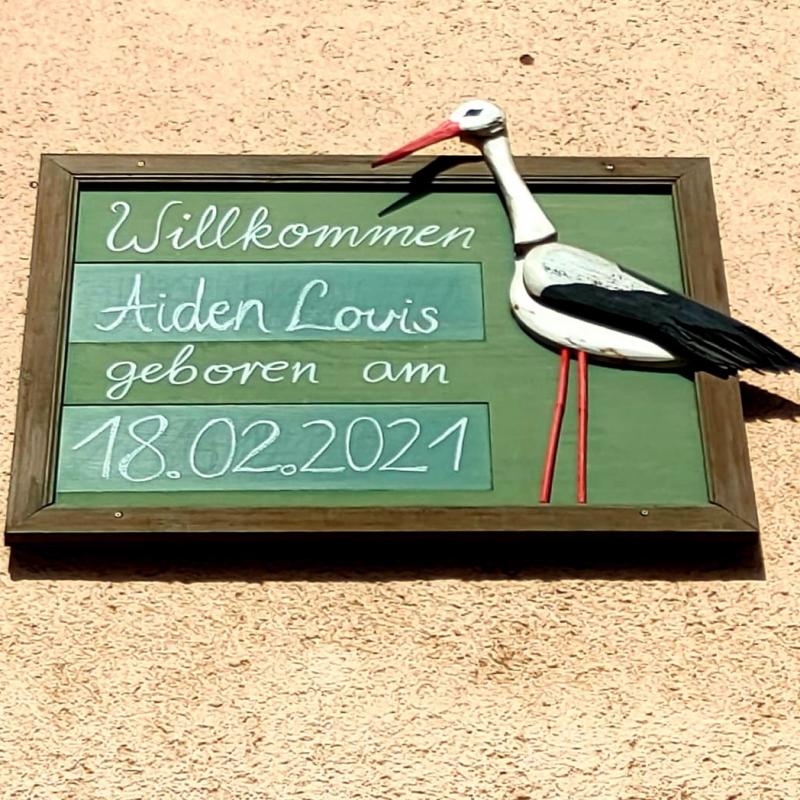 Willkommen
Aiden Louis
geboren am
18.02.2021